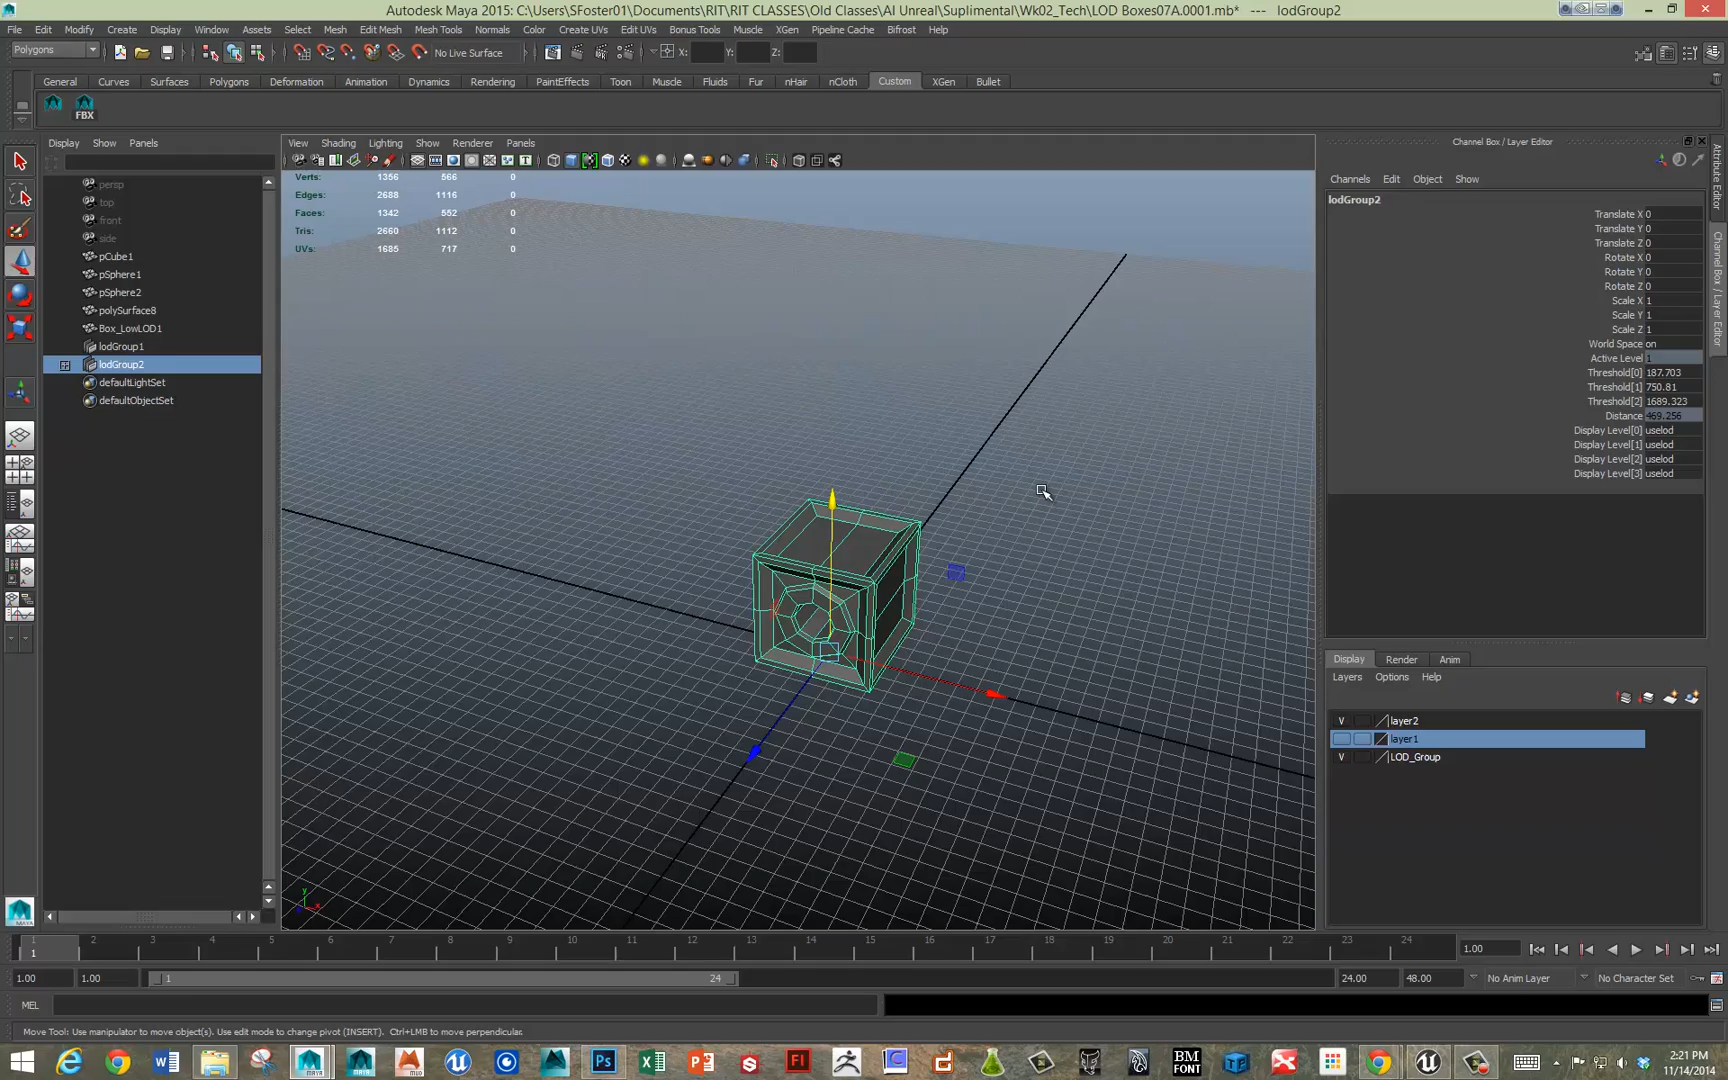 Autodesk Maya 2015: C:\Users\SFoster01\Documents\RIT\RIT CLASSES\Old Classes\AI Unreal\Suplimental\Wk02_Tech\LOD Boxes07A.0001.mb* --- lodGroup2
File Edit Modify Create Display Window Assets Select Mesh Edit Mesh Mesh Tools Normals Color Create UVs Edit UVs Bonus Tools Muscle XGen Pipeline Cache Bifrost Help
Polygons No Live Surface X: Y: Z:
General Curves Surfaces Polygons Deformation Animation Dynamics Rendering PaintEffects Toon Muscle Fluids Fur nHair nCloth Custom XGen Bullet
FBX
Display Show Panels
View Shading Lighting Show Renderer Panels
Channel Box / Layer Editor
Channels Edit Object Show
persp
top
front
side
pCube1
pSphere1
pSphere2
polySurface8
Box_LowLOD1
lodGroup1
lodGroup2
defaultLightSet
defaultObjectSet
Verts: 1356 566 0
Edges: 2688 1116 0
Faces: 1342 552 0
Tris: 2660 1112 0
UVs: 1685 717 0
lodGroup2
Translate X 0
Translate Y 0
Translate Z 0
Rotate X 0
Rotate Y 0
Rotate Z 0
Scale X 1
Scale Y 1
Scale Z 1
World Space on
Active Level 1
Threshold[0] 187.703
Threshold[1] 750.81
Threshold[2] 1689.323
Distance 469.256
Display Level[0] uselod
Display Level[1] uselod
Display Level[2] uselod
Display Level[3] uselod
Attribute Editor
Channel Box / Layer Editor
Display Render Anim
Layers Options Help
V layer2
layer1
V LOD_Group
y
x
1 2 3 4 5 6 7 8 9 10 11 12 13 14 15 16 17 18 19 20 21 22 23 24
1 1.00
1.00 1.00 1 24 24.00 48.00 No Anim Layer No Character Set
MEL
Move Tool: Use manipulator to move object(s). Use edit mode to change pivot (INSERT). Ctrl+LMB to move perpendicular.
MAYA
BM FONT
2:21 PM
11/14/2014